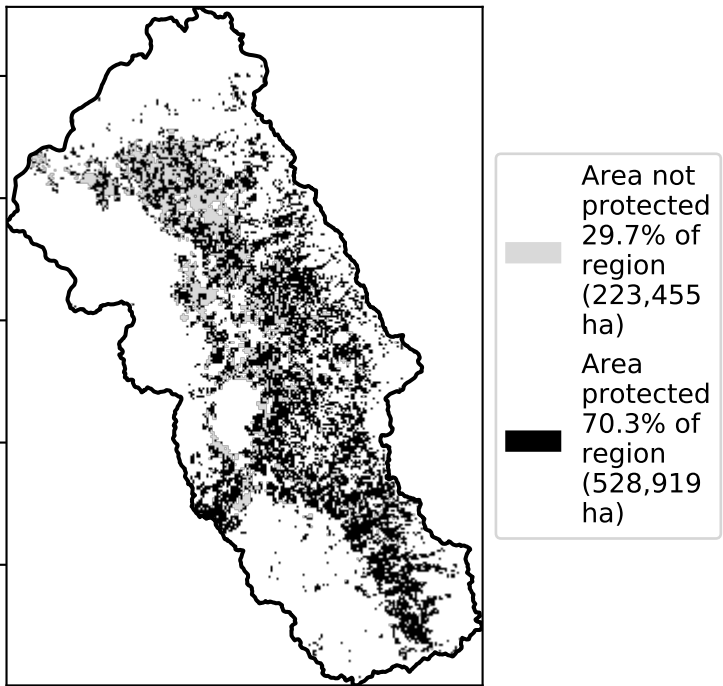 Area not
protected
29.7% of
region
(223,455
ha)
Area
protected
70.3% of
region
(528,919
ha)